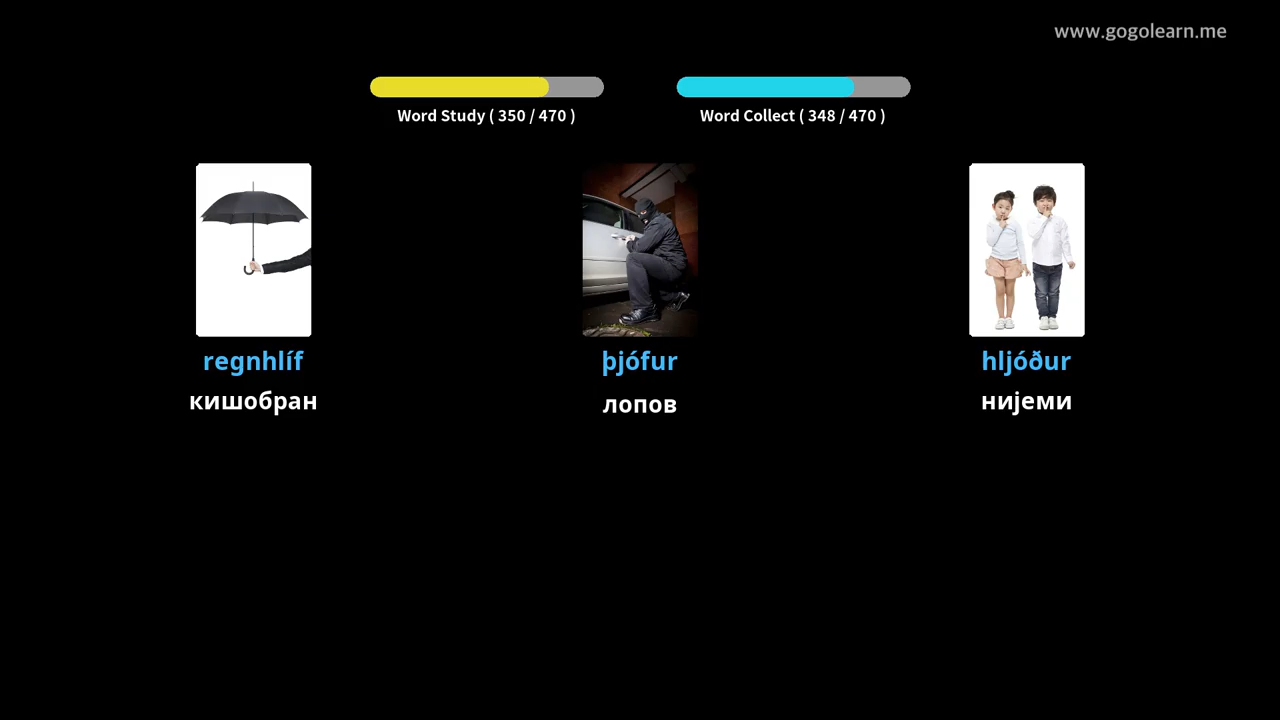 www.gogolearn.me
Word Study ( 350 / 470 )
Word Collect ( 348 / 470 )
regnhlíf
þjófur
hljóður
кишобран
лопов
нијеми